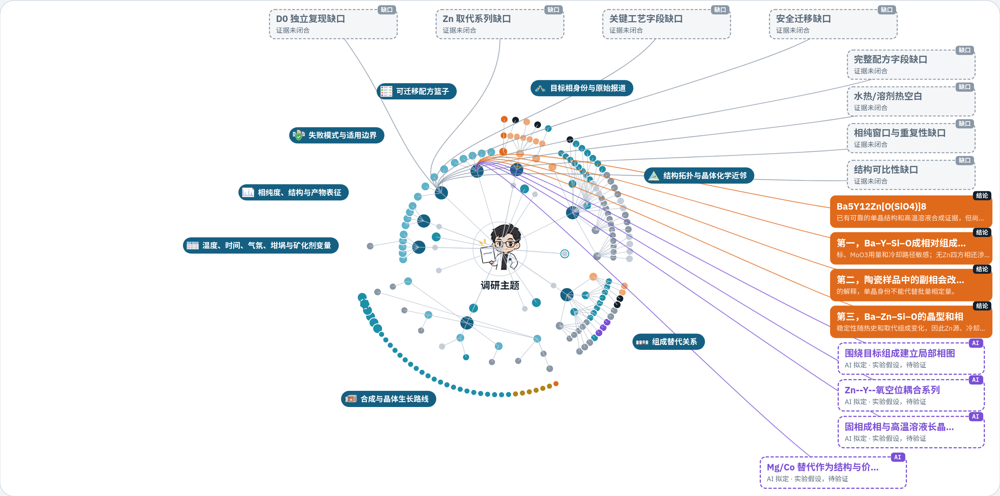 缺口
D0 独立复现缺口
证据未闭合
缺口
Zn 取代系列缺口
证据未闭合
缺口
关键工艺字段缺口
证据未闭合
缺口
安全迁移缺口
证据未闭合
缺口
完整配方字段缺口
证据未闭合
缺口
水热/溶剂热空白
证据未闭合
缺口
相纯窗口与重复性缺口
证据未闭合
缺口
结构可比性缺口
证据未闭合
可迁移配方篮子
目标相身份与原始报道
失败模式与适用边界
结构拓扑与晶体化学近邻
相纯度、结构与产物表征
温度、时间、气氛、坩埚与矿化剂变量
调研主题
组成替代关系
合成与晶体生长路线
结论
Ba5Y12Zn[O(SiO4)]8
已有可靠的单晶结构和高温溶液合成证据，但尚...
结论
第一，Ba–Y–Si–O成相对组成...
标、MoO3用量和冷却路径敏感；无Zn四方相还涉...
结论
第二，陶瓷样品中的副相会改...
的解释，单晶身份不能代替批量相定量。
结论
第三，Ba–Zn–Si–O的晶型和相
稳定性随热史和取代组成变化，因此Zn源、冷却...
AI
围绕目标组成建立局部相图
AI 拟定 · 实验假设，待验证
AI
Zn--Y--氧空位耦合系列
AI 拟定 · 实验假设，待验证
AI
固相成相与高温溶液长晶...
AI 拟定 · 实验假设，待验证
AI
Mg/Co 替代作为结构与价...
AI 拟定 · 实验假设，待验证